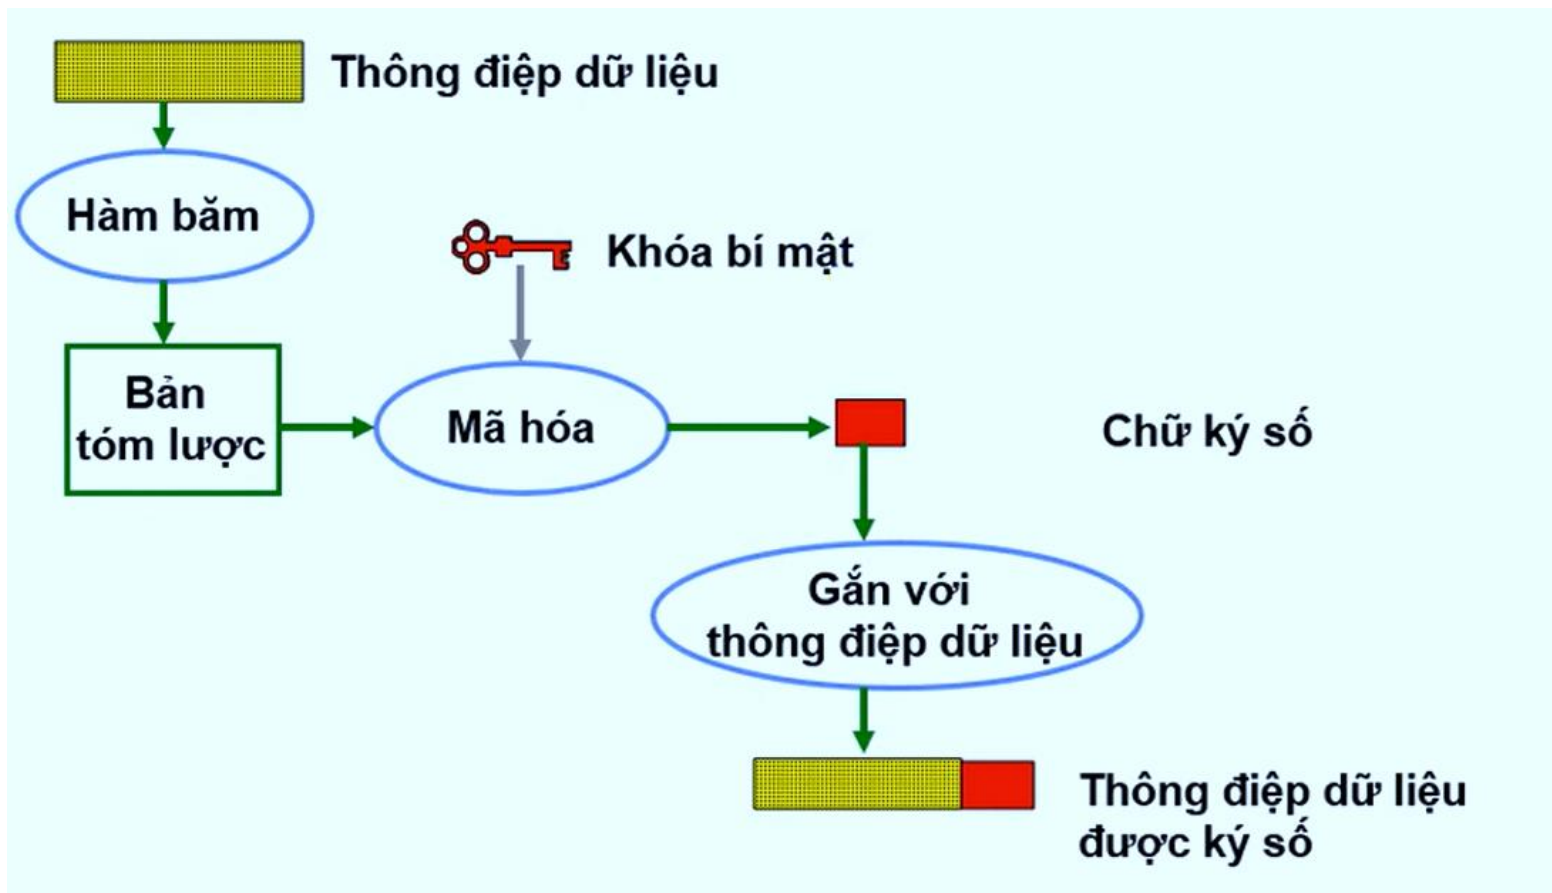 Thông điệp dữ liệu
Hàm băm
Khóa bí mật
Bản
tóm lược
Mã hóa
Chữ ký số
Gắn với
thông điệp dữ liệu
Thông điệp dữ liệu
được ký số